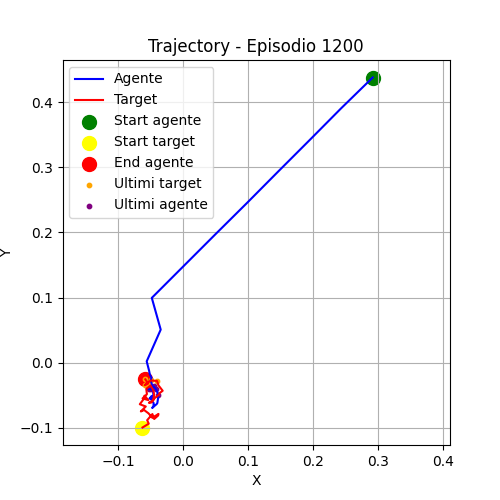 Trajectory - Episodio 1200
Agente
Target
Start agente
Start target
End agente
Ultimi target
Ultimi agente
Y
0.4
0.3
0.2
0.1
0.0
−0.1
−0.1
0.0
0.1
0.2
0.3
0.4
X